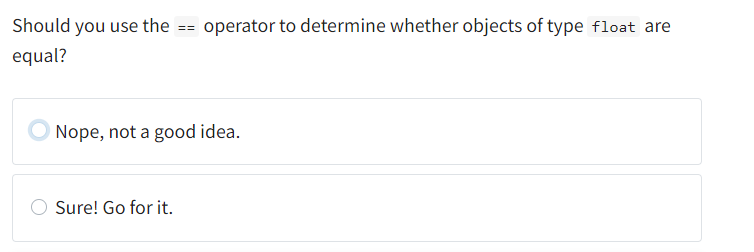 Should you use the == operator to determine whether objects of type float are
equal?
Nope, not a good idea.
Sure! Go for it.